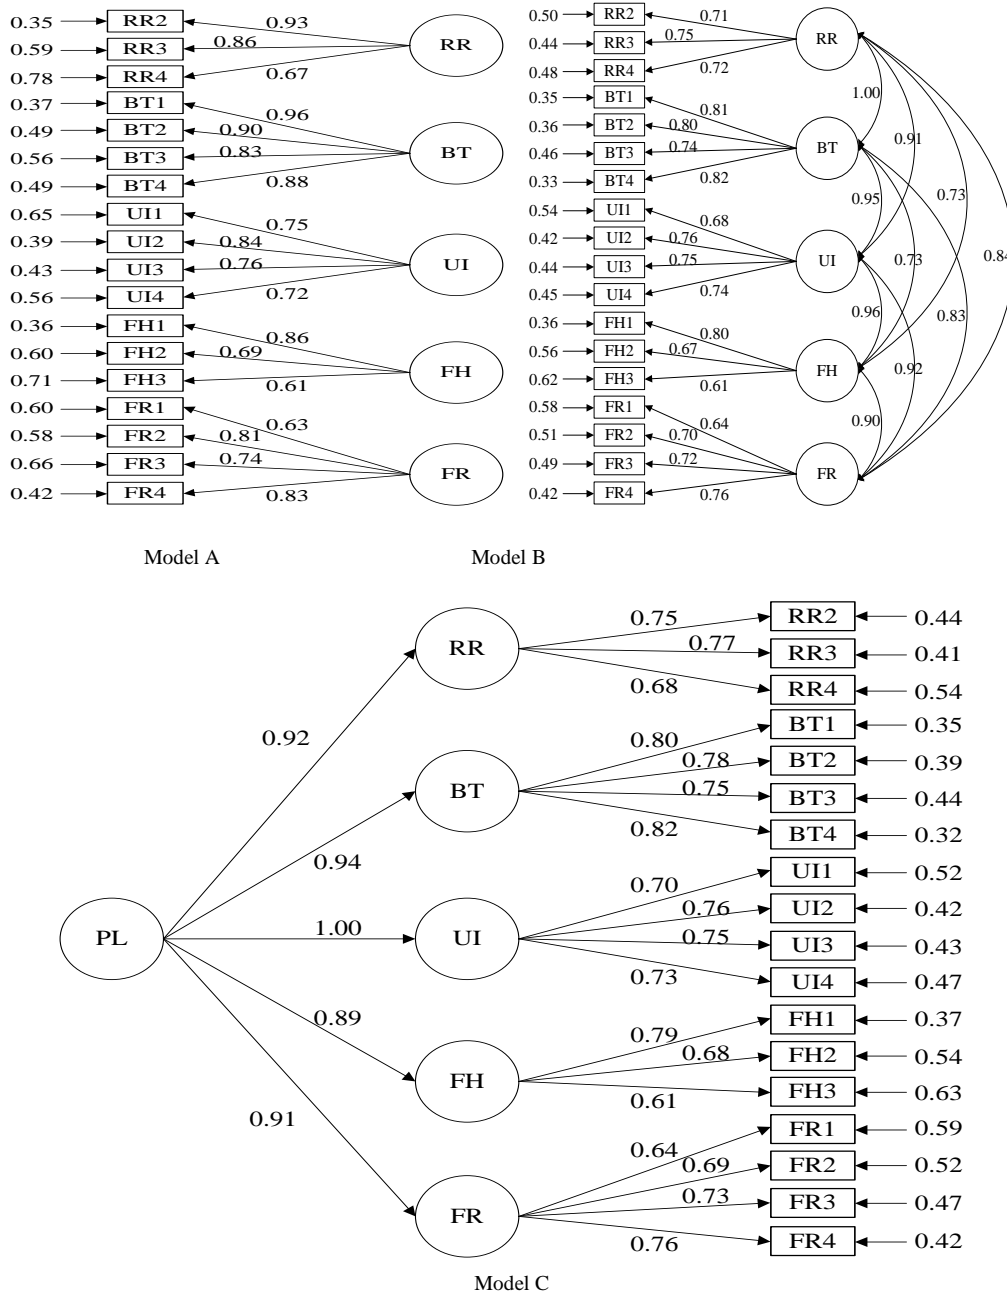 0.35 RR2 0.93
0.59 RR3 0.86 RR
0.78 RR4 0.67
0.37 BT1 0.96
0.49 BT2 0.90
0.56 BT3 0.83 BT
0.49 BT4 0.88
0.65 UI1 0.75
0.39 UI2 0.84
0.43 UI3 0.76 UI
0.56 UI4 0.72
0.36 FH1 0.86
0.60 FH2 0.69 FH
0.71 FH3 0.61
0.60 FR1 0.63
0.58 FR2 0.81
0.66 FR3 0.74 FR
0.42 FR4 0.83
Model A
0.50 RR2 0.71
0.44 RR3 0.75 RR
0.48 RR4 0.72
1.00
0.35 BT1 0.81
0.36 BT2 0.80
0.46 BT3 0.74 BT
0.33 BT4 0.82
0.91
0.95
0.73
0.54 UI1 0.68
0.42 UI2 0.76
0.44 UI3 0.75 UI
0.45 UI4 0.74
0.73
0.84
0.96
0.83
0.36 FH1 0.80
0.56 FH2 0.67 FH
0.62 FH3 0.61
0.92
0.90
0.58 FR1 0.64
0.51 FR2 0.70
0.49 FR3 0.72 FR
0.42 FR4 0.76
Model B
PL
0.92 RR
0.75 RR2 0.44
0.77 RR3 0.41
0.68 RR4 0.54
0.94 BT
0.80 BT1 0.35
0.78 BT2 0.39
0.75 BT3 0.44
0.82 BT4 0.32
1.00 UI
0.70 UI1 0.52
0.76 UI2 0.42
0.75 UI3 0.43
0.73 UI4 0.47
0.89 FH
0.79 FH1 0.37
0.68 FH2 0.54
0.61 FH3 0.63
0.91 FR
0.64 FR1 0.59
0.69 FR2 0.52
0.73 FR3 0.47
0.76 FR4 0.42
Model C